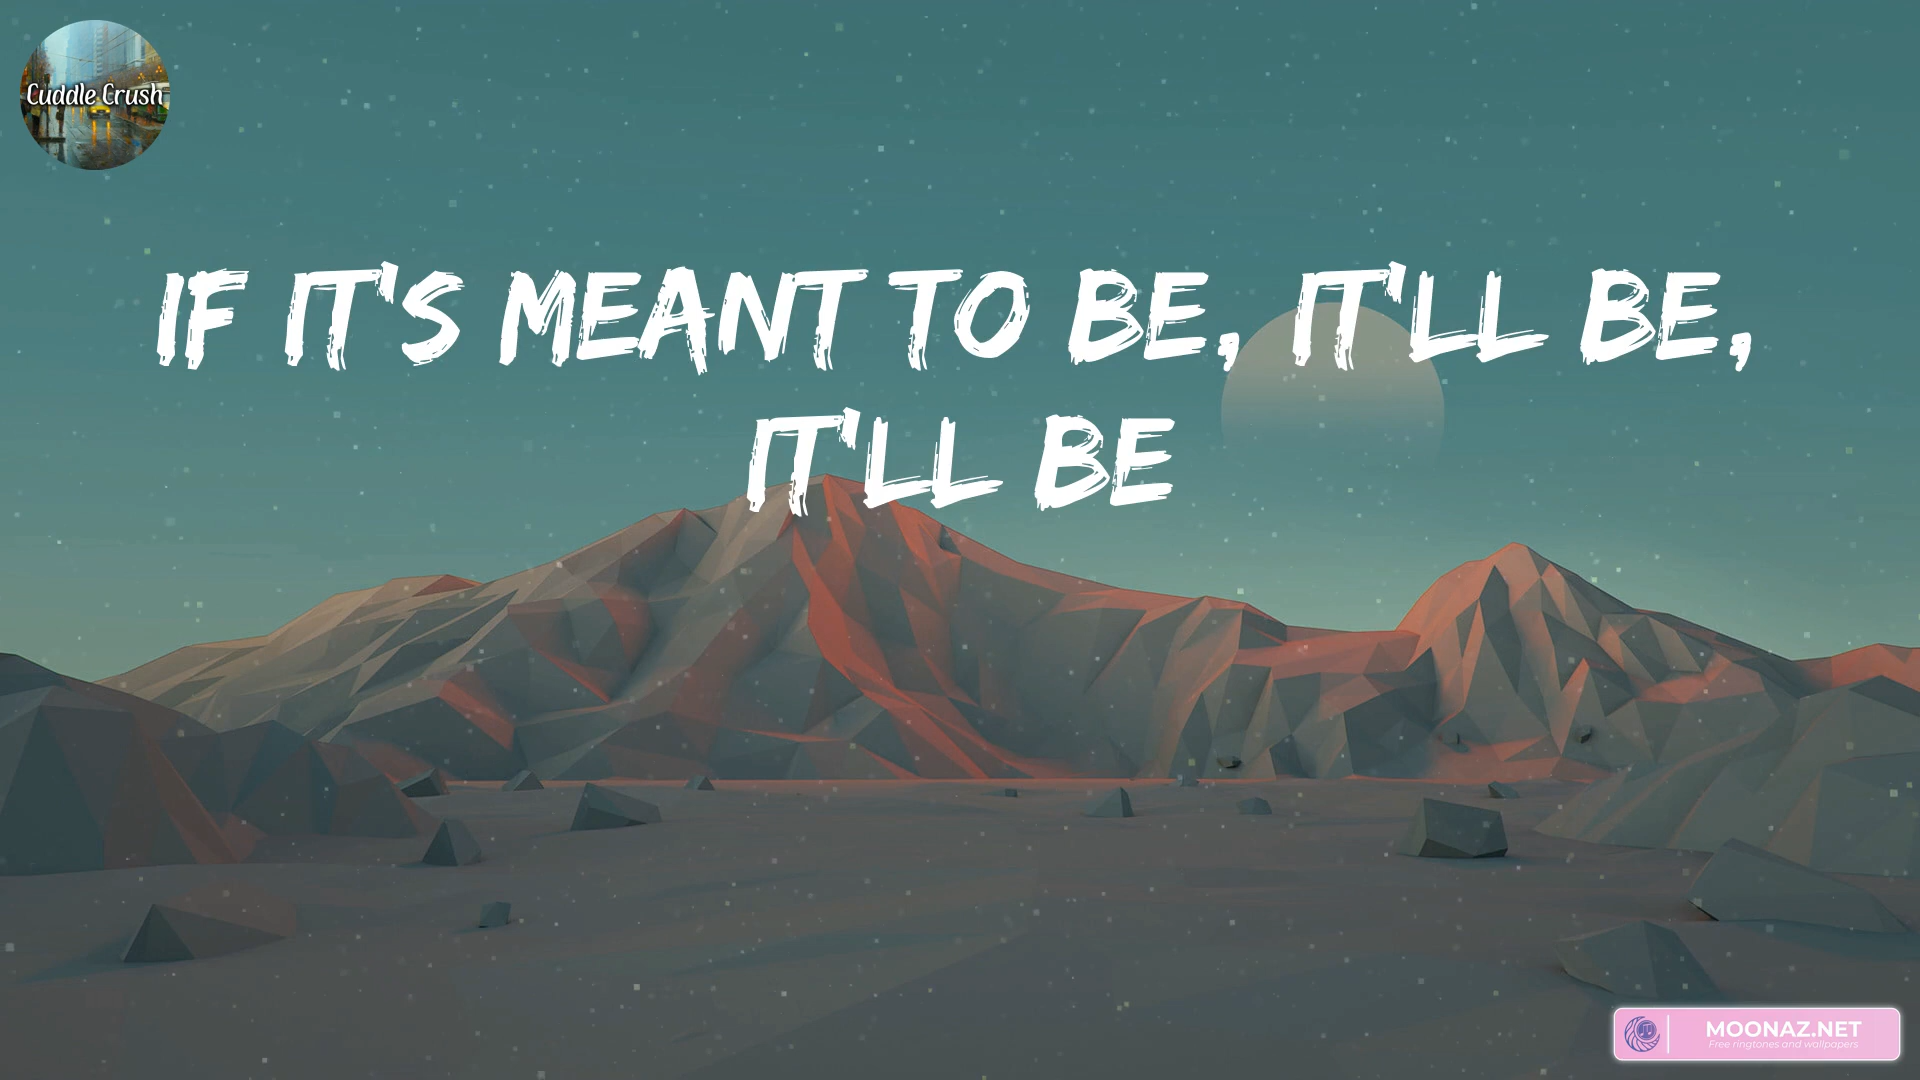 Cuddle Crush
IF IT'S MEANT TO BE, IT'LL BE,
IT'LL BE
MOONAZ.NET
Free ringtones and wallpapers